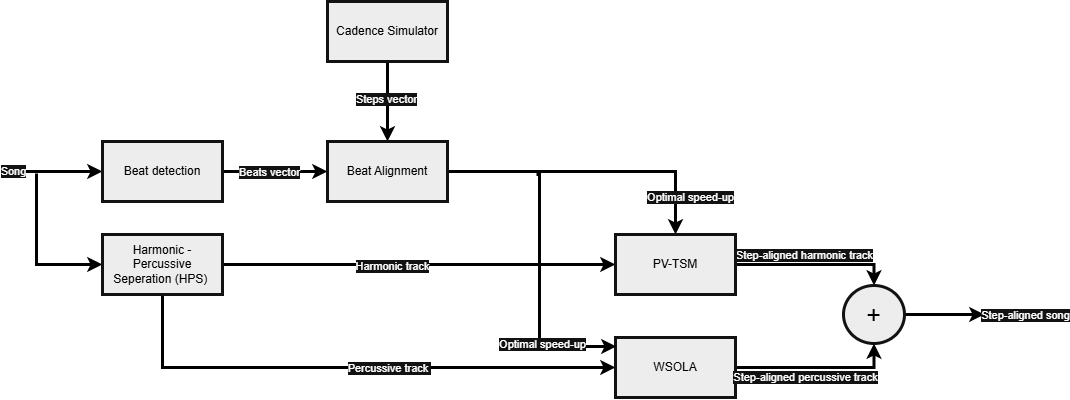 Cadence Simulator
Steps vector
Song
Beat detection
Beats vector
Beat Alignment
Optimal speed-up
Harmonic -
Percussive
Seperation (HPS)
Harmonic track
PV-TSM
Step-aligned harmonic track
+
Step-aligned song
Optimal speed-up
Percussive track
WSOLA
Step-aligned percussive track